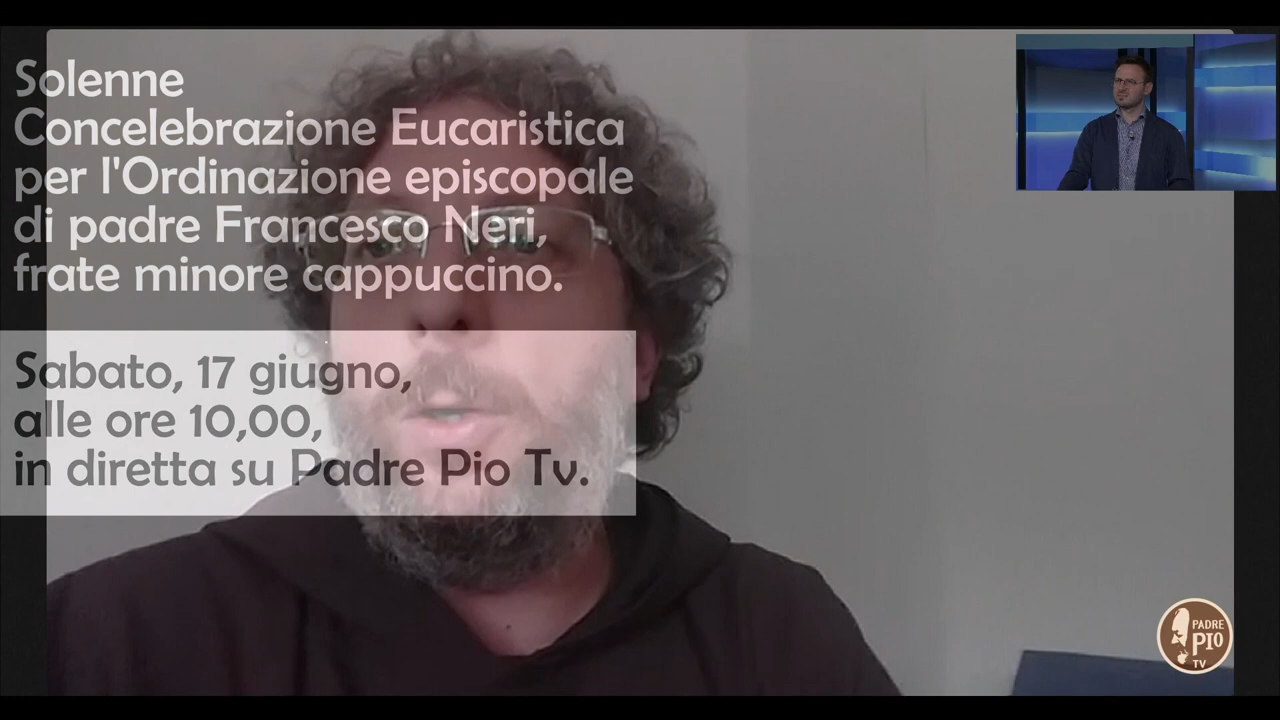 Solenne
Concelebrazione Eucaristica
per l'Ordinazione episcopale
di padre Francesco Neri,
frate minore cappuccino.
Sabato, 17 giugno,
alle ore 10,00,
in diretta su Padre Pio Tv.
PADRE
PIO
TV